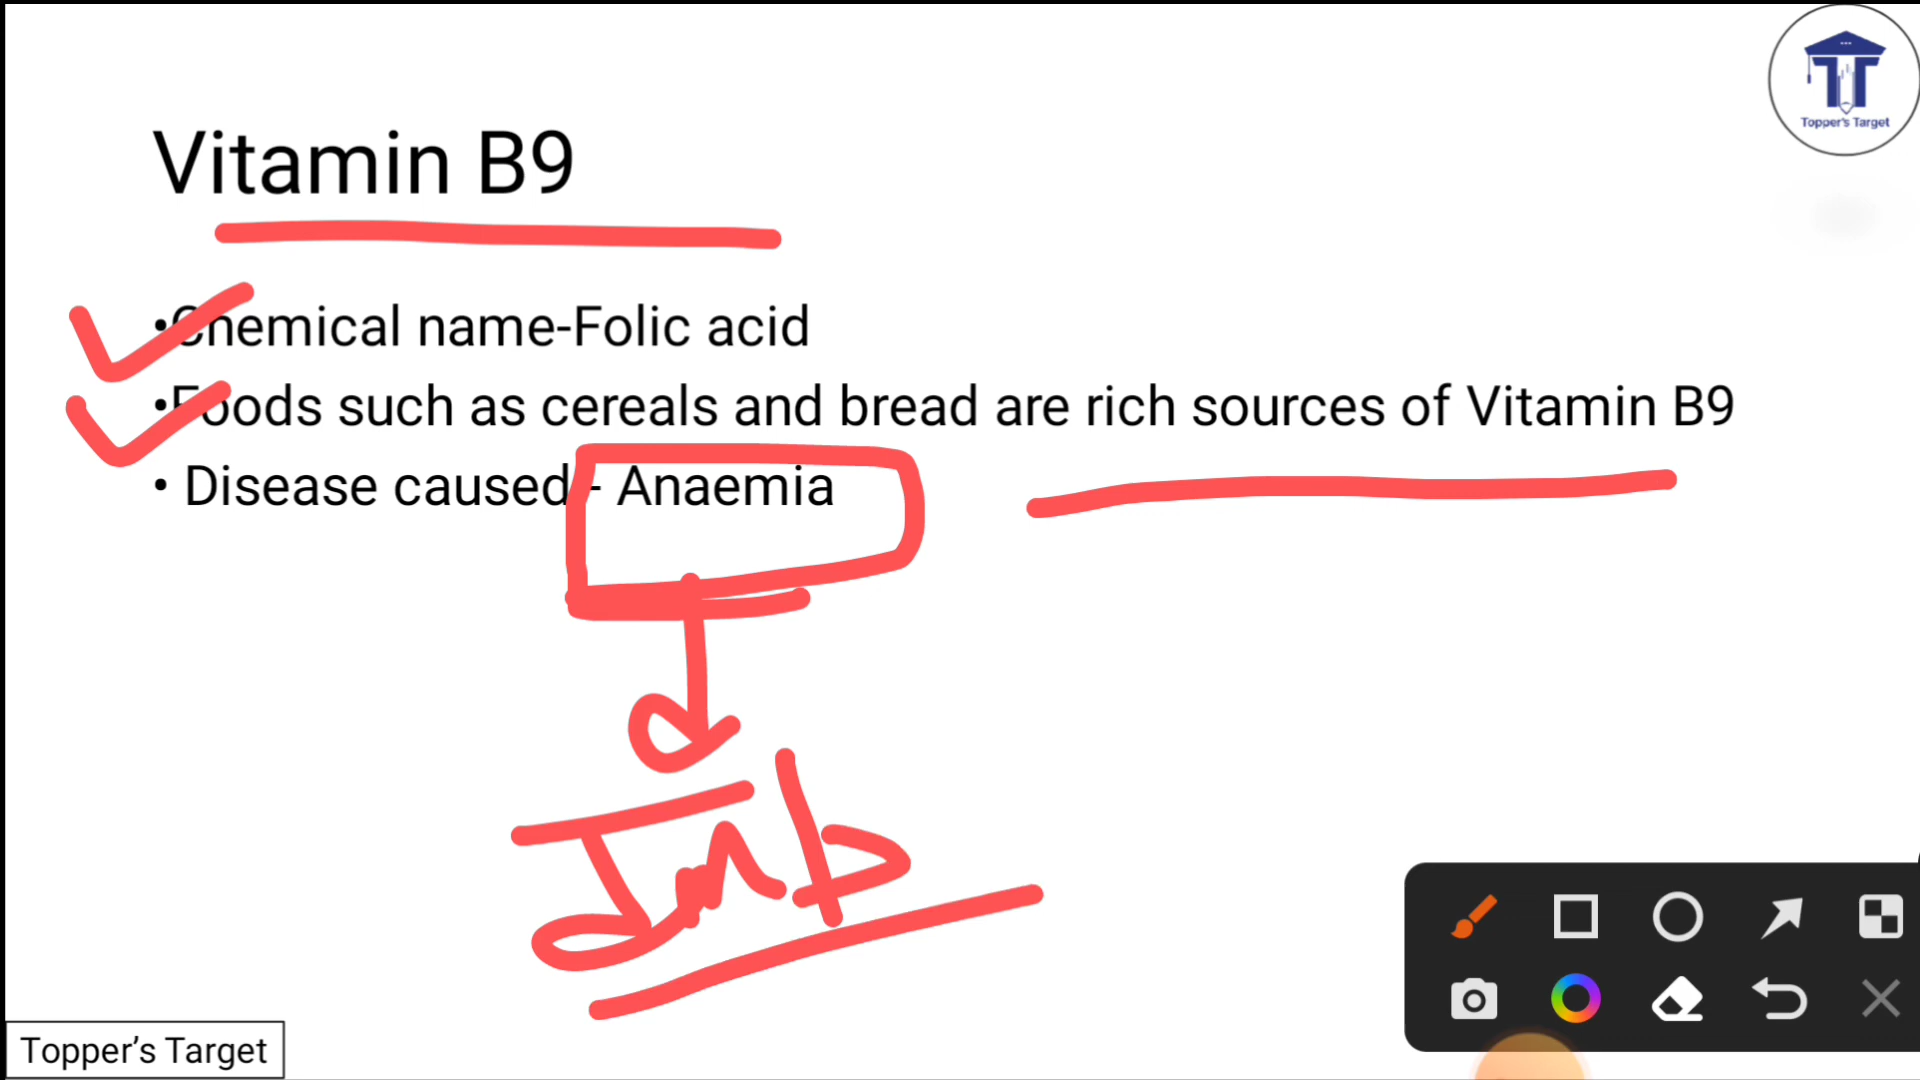 Topper's Target
Vitamin B9
•Chemical name-Folic acid
•Foods such as cereals and bread are rich sources of Vitamin B9
• Disease caused - Anaemia
Imp
Topper's Target